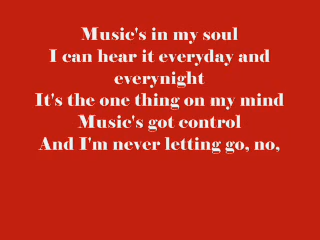 Music's in my soul
I can hear it everyday and
everynight
It's the one thing on my mind
Music's got control
And I'm never letting go, no,